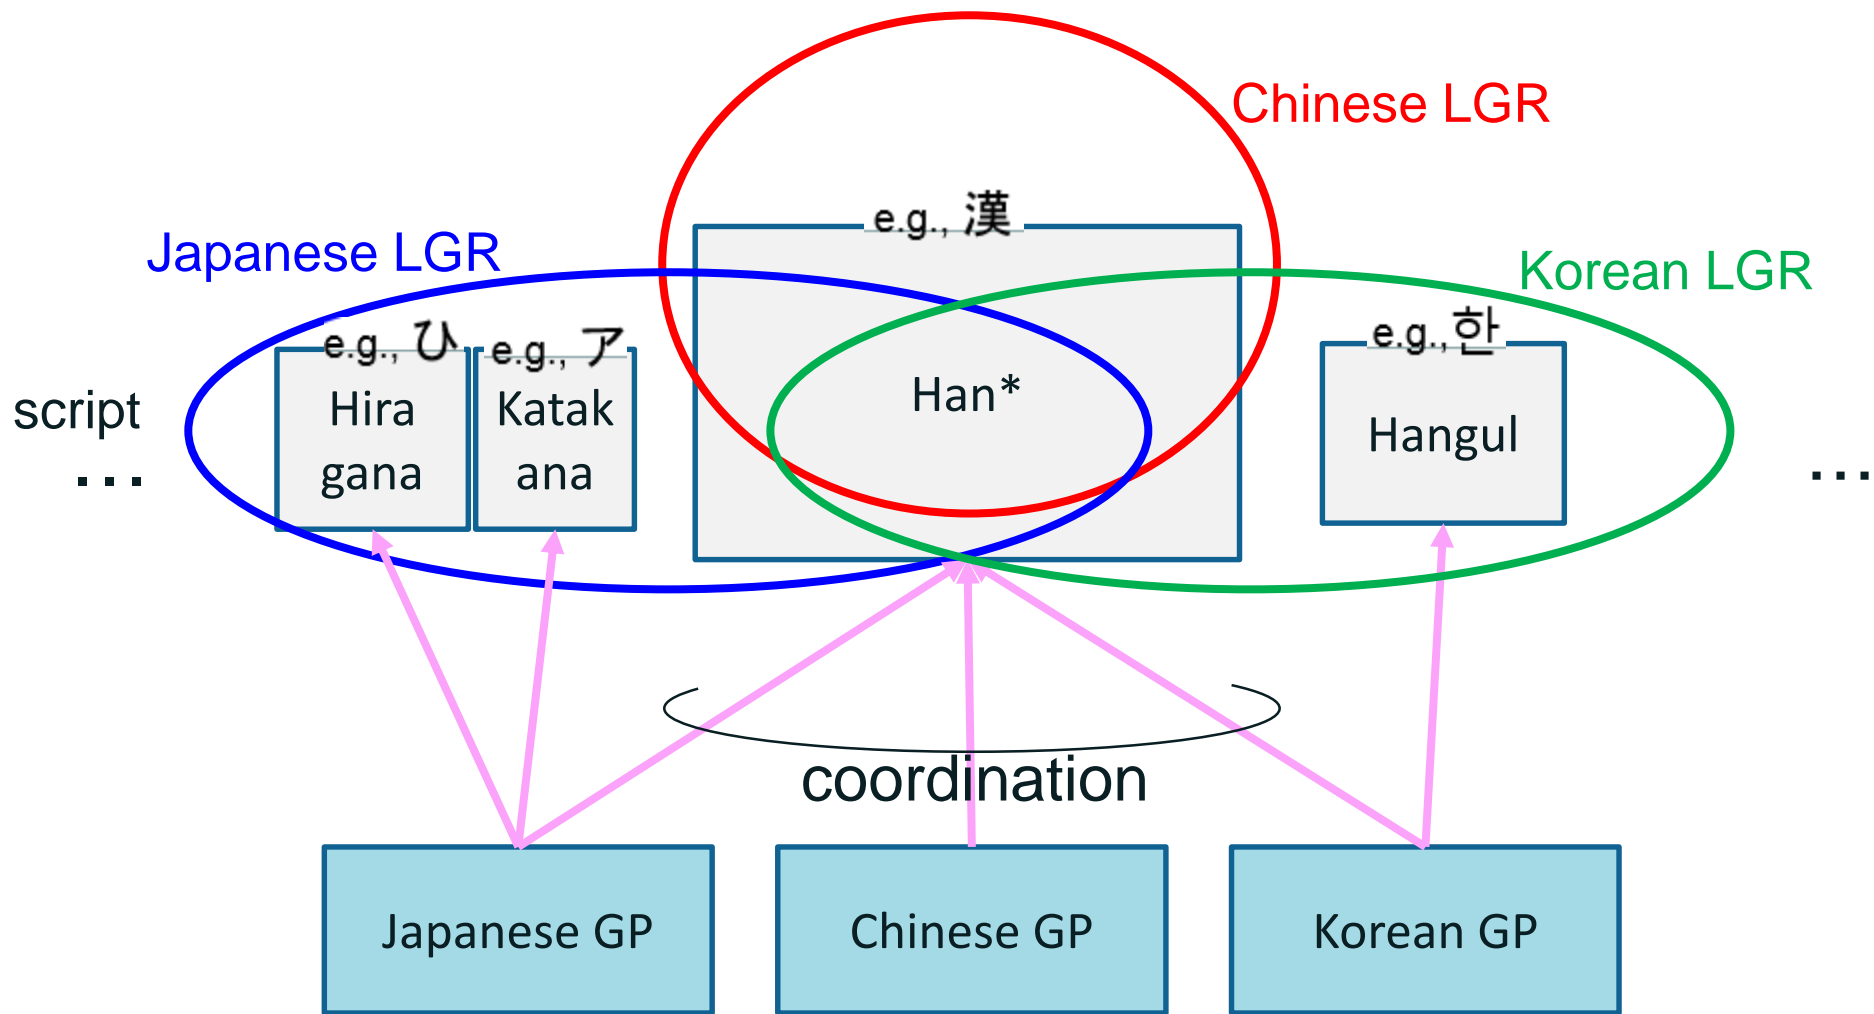 Chinese LGR
e.g., 漢
Japanese LGR
Korean LGR
e.g., ひ
e.g., ア
e.g., 한
script
...
Hira
gana
Katak
ana
Han*
Hangul
...
coordination
Japanese GP
Chinese GP
Korean GP